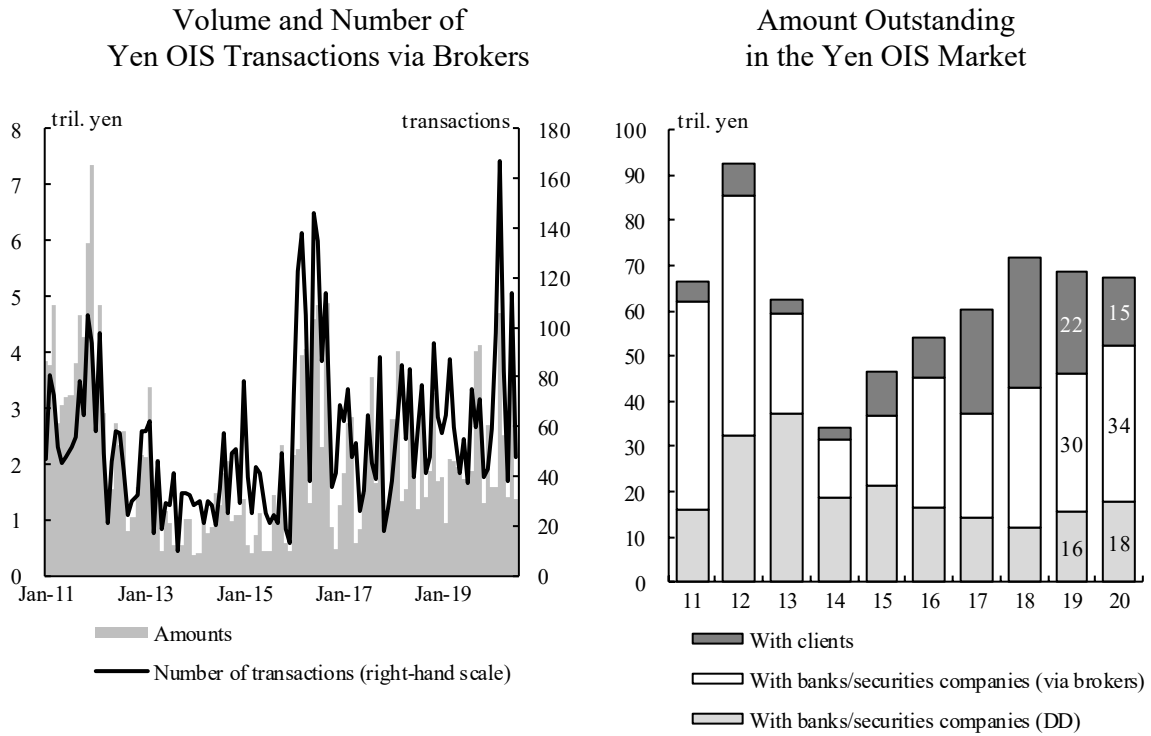 Volume and Number of
Yen OIS Transactions via Brokers
tril. yen
transactions
8
7
6
5
4
3
2
1
0
180
160
140
120
100
80
60
40
20
0
Jan-11 Jan-13 Jan-15 Jan-17 Jan-19
Amounts
Number of transactions (right-hand scale)
Amount Outstanding
in the Yen OIS Market
tril. yen
100
90
80
70
60
50
40
30
20
10
0
22 15
30 34
16 18
11 12 13 14 15 16 17 18 19 20
With clients
With banks/securities companies (via brokers)
With banks/securities companies (DD)